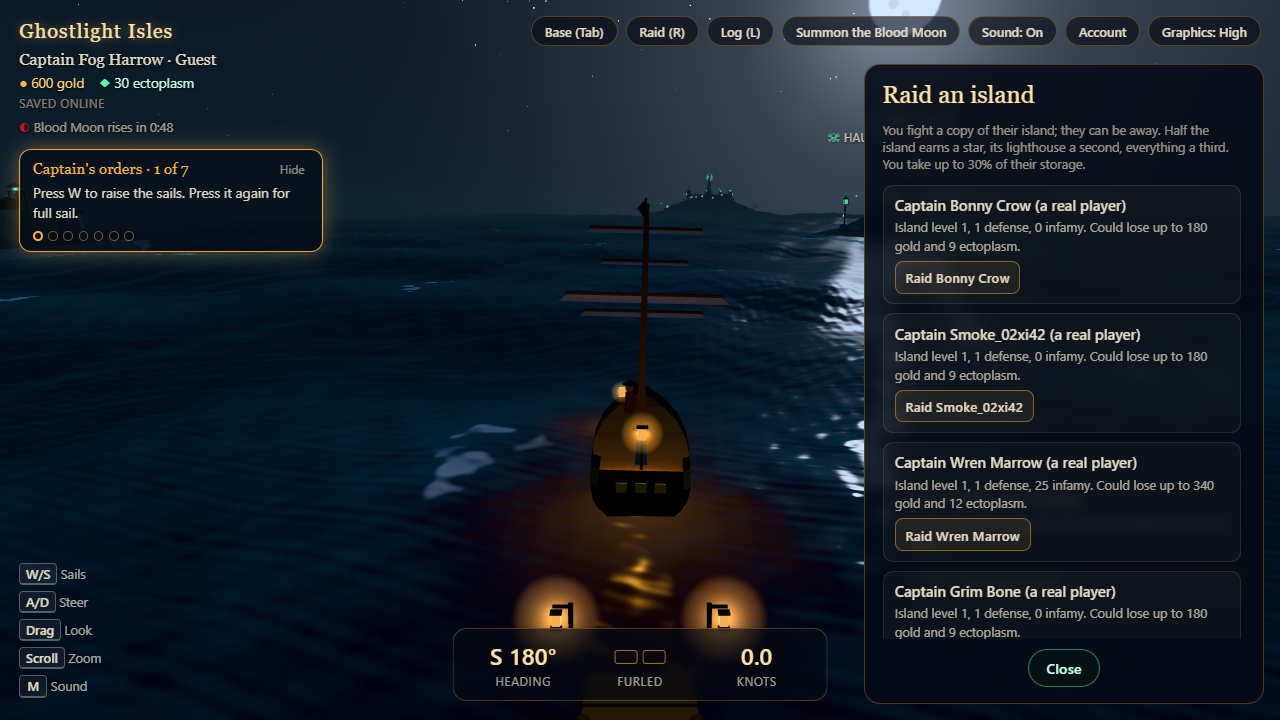 Ghostlight Isles
Captain Fog Harrow · Guest
600 gold 30 ectoplasm
SAVED ONLINE
Blood Moon rises in 0:48
Captain's orders · 1 of 7 Hide
Press W to raise the sails. Press it again for
full sail.
Base (Tab) Raid (R) Log (L) Summon the Blood Moon Sound: On Account Graphics: High
Raid an island
You fight a copy of their island; they can be away. Half the
island earns a star, its lighthouse a second, everything a third.
You take up to 30% of their storage.
Captain Bonny Crow (a real player)
Island level 1, 1 defense, 0 infamy. Could lose up to 180
gold and 9 ectoplasm.
Raid Bonny Crow
Captain Smoke_02xi42 (a real player)
Island level 1, 1 defense, 0 infamy. Could lose up to 180
gold and 9 ectoplasm.
Raid Smoke_02xi42
Captain Wren Marrow (a real player)
Island level 1, 1 defense, 25 infamy. Could lose up to 340
gold and 12 ectoplasm.
Raid Wren Marrow
Captain Grim Bone (a real player)
Island level 1, 1 defense, 0 infamy. Could lose up to 180
gold and 9 ectoplasm.
Close
W/S Sails
A/D Steer
Drag Look
Scroll Zoom
M Sound
S 180° 0.0
HEADING FURLED KNOTS